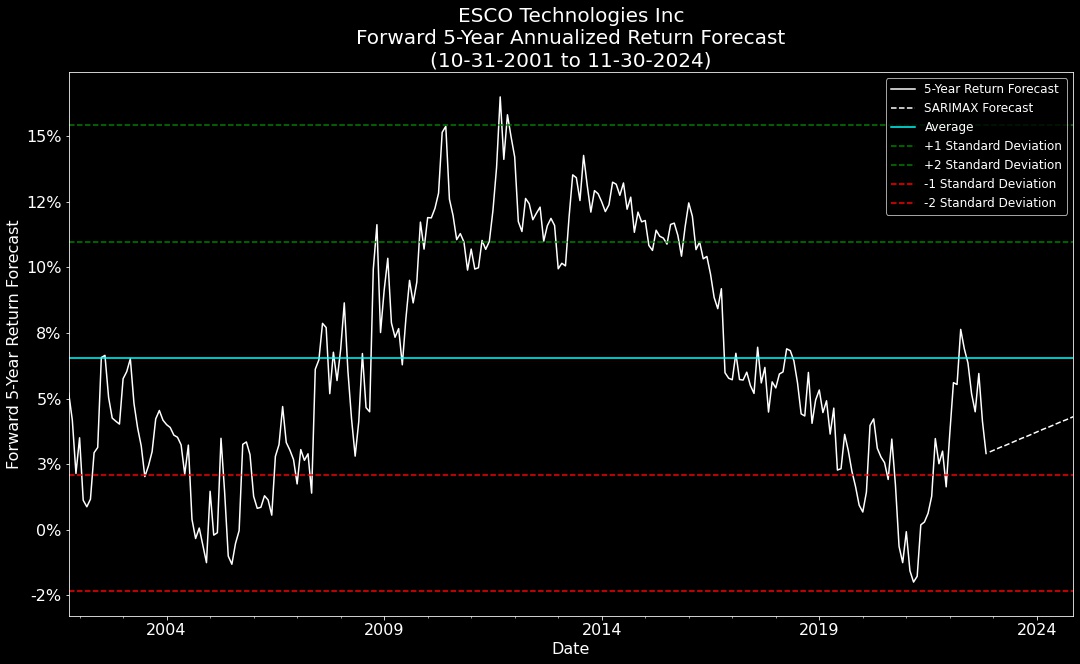 ESCO Technologies Inc
Forward 5-Year Annualized Return Forecast
(10-31-2001 to 11-30-2024)
5-Year Return Forecast
SARIMAX Forecast
Average
+1 Standard Deviation
+2 Standard Deviation
-1 Standard Deviation
-2 Standard Deviation
Forward 5-Year Return Forecast
15%
12%
10%
8%
5%
3%
0%
-2%
2004
2009
2014
2019
2024
Date